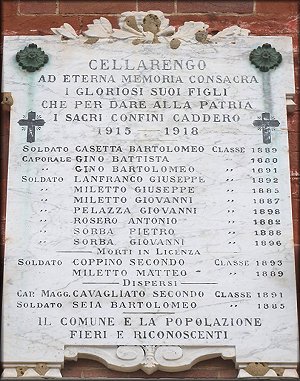 CELLARENGO
AD ETERNA MEMORIA CONSACRA
I GLORIOSI SUOI FIGLI
CHE PER DARE ALLA PATRIA
I SACRI CONFINI CADDERO
1915 - 1918
SOLDATO CASETTA BARTOLOMEO CLASSE 1889
CAPORALE GINO BATTISTA " 1880
" GINO BARTOLOMEO " 1891
SOLDATO LANFRANCO GIUSEPPE " 1892
" MILETTO GIUSEPPE " 1885
" MILETTO GIOVANNI " 1887
" PELAZZA GIOVANNI " 1898
" ROSERO ANTONIO " 1882
" SORBA PIETRO " 1886
" SORBA GIOVANNI " 1896
MORTI IN LICENZA
SOLDATO COPPINO SECONDO CLASSE 1893
" MILETTO MATTEO " 1889
DISPERSI
CAP. MAGG. CAVAGLIATO SECONDO CLASSE 1891
SOLDATO SEIA BARTOLOMEO " 1885
IL COMUNE E LA POPOLAZIONE
FIERI E RICONOSCENTI